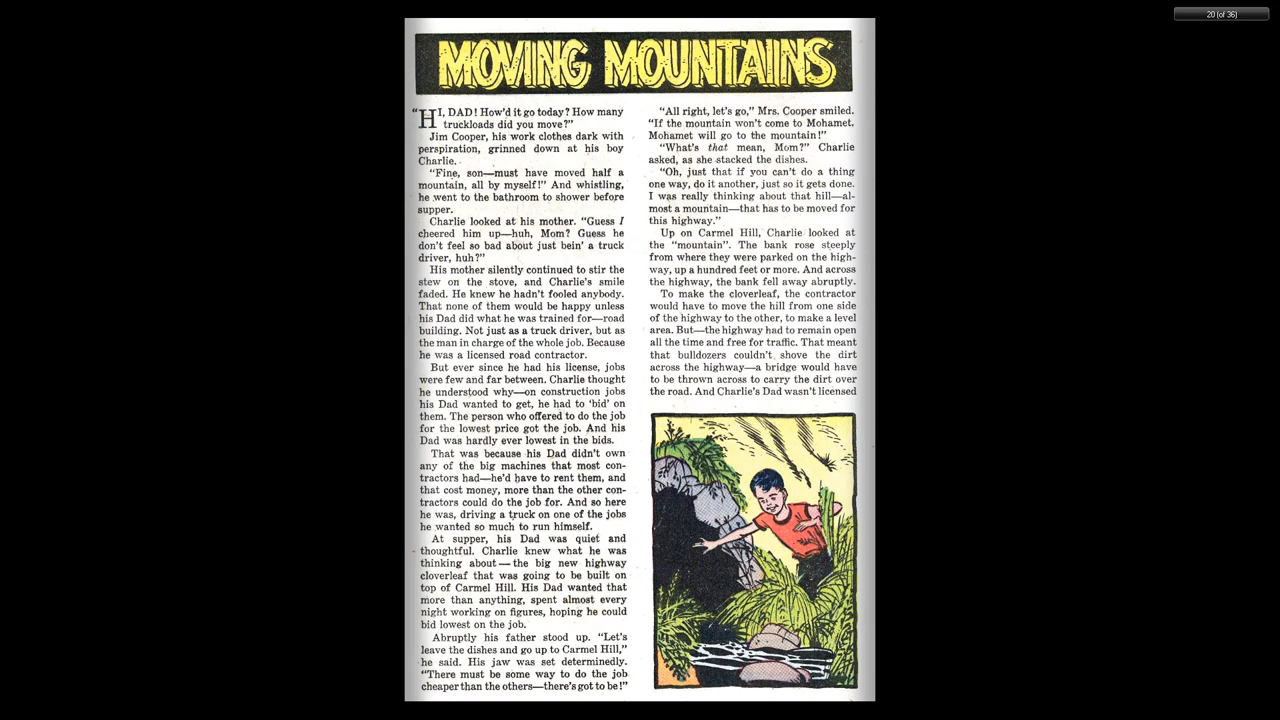 20 (of 36)
MOVING MOUNTAINS
"HI, DAD! How'd it go today? How many
truckloads did you move?"
Jim Cooper, his work clothes dark with
perspiration, grinned down at his boy
Charlie.
"Fine, son—must have moved half a
mountain, all by myself!" And whistling,
he went to the bathroom to shower before
supper.
Charlie looked at his mother. "Guess I
cheered him up—huh, Mom? Guess he
don't feel so bad about just bein' a truck
driver, huh?"
His mother silently continued to stir the
stew on the stove, and Charlie's smile
faded. He knew he hadn't fooled anybody.
That none of them would be happy unless
his Dad did what he was trained for—road
building. Not just as a truck driver, but as
the man in charge of the whole job. Because
he was a licensed road contractor.
But ever since he had his license, jobs
were few and far between. Charlie thought
he understood why—on construction jobs
his Dad wanted to get, he had to 'bid' on
them. The person who offered to do the job
for the lowest price got the job. And his
Dad was hardly ever lowest in the bids.
That was because his Dad didn't own
any of the big machines that most con-
tractors had—he'd have to rent them, and
that cost money, more than the other con-
tractors could do the job for. And so here
he was, driving a truck on one of the jobs
he wanted so much to run himself.
At supper, his Dad was quiet and
thoughtful. Charlie knew what he was
thinking about—the big new highway
cloverleaf that was going to be built on
top of Carmel Hill. His Dad wanted that
more than anything, spent almost every
night working on figures, hoping he could
bid lowest on the job.
Abruptly his father stood up. "Let's
leave the dishes and go up to Carmel Hill,"
he said. His jaw was set determinedly.
"There must be some way to do the job
cheaper than the others—there's got to be!"
"All right, let's go," Mrs. Cooper smiled.
"If the mountain won't come to Mohamet.
Mohamet will go to the mountain!"
"What's that mean, Mom?" Charlie
asked, as she stacked the dishes.
"Oh, just that if you can't do a thing
one way, do it another, just so it gets done.
I was really thinking about that hill—al-
most a mountain—that has to be moved for
this highway."
Up on Carmel Hill, Charlie looked at
the "mountain". The bank rose steeply
from where they were parked on the high-
way, up a hundred feet or more. And across
the highway, the bank fell away abruptly.
To make the cloverleaf, the contractor
would have to move the hill from one side
of the highway to the other, to make a level
area. But—the highway had to remain open
all the time and free for traffic. That meant
that bulldozers couldn't shove the dirt
across the highway—a bridge would have
to be thrown across to carry the dirt over
the road. And Charlie's Dad wasn't licensed